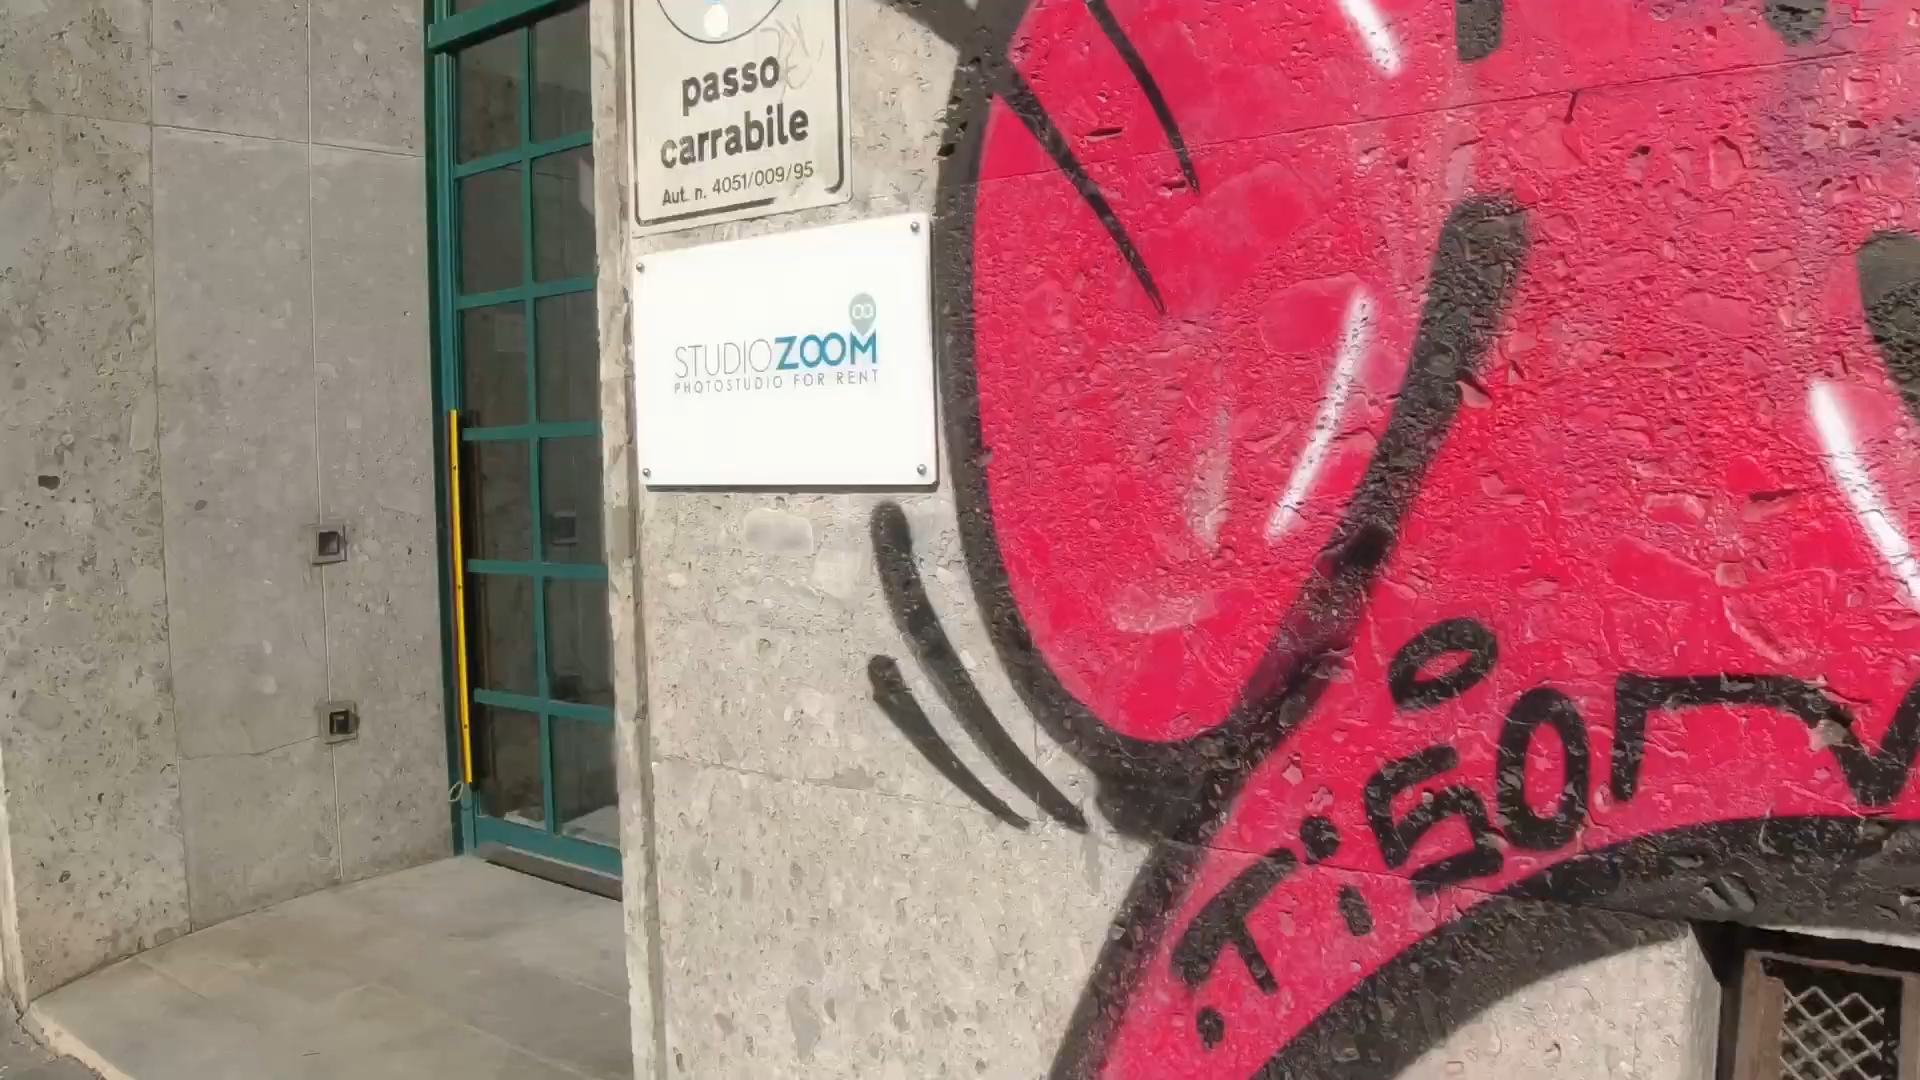 passo
carrabile
Aut. n. 4051/009/95
STUDIOZOOM
PHOTOSTUDIO FOR RENT